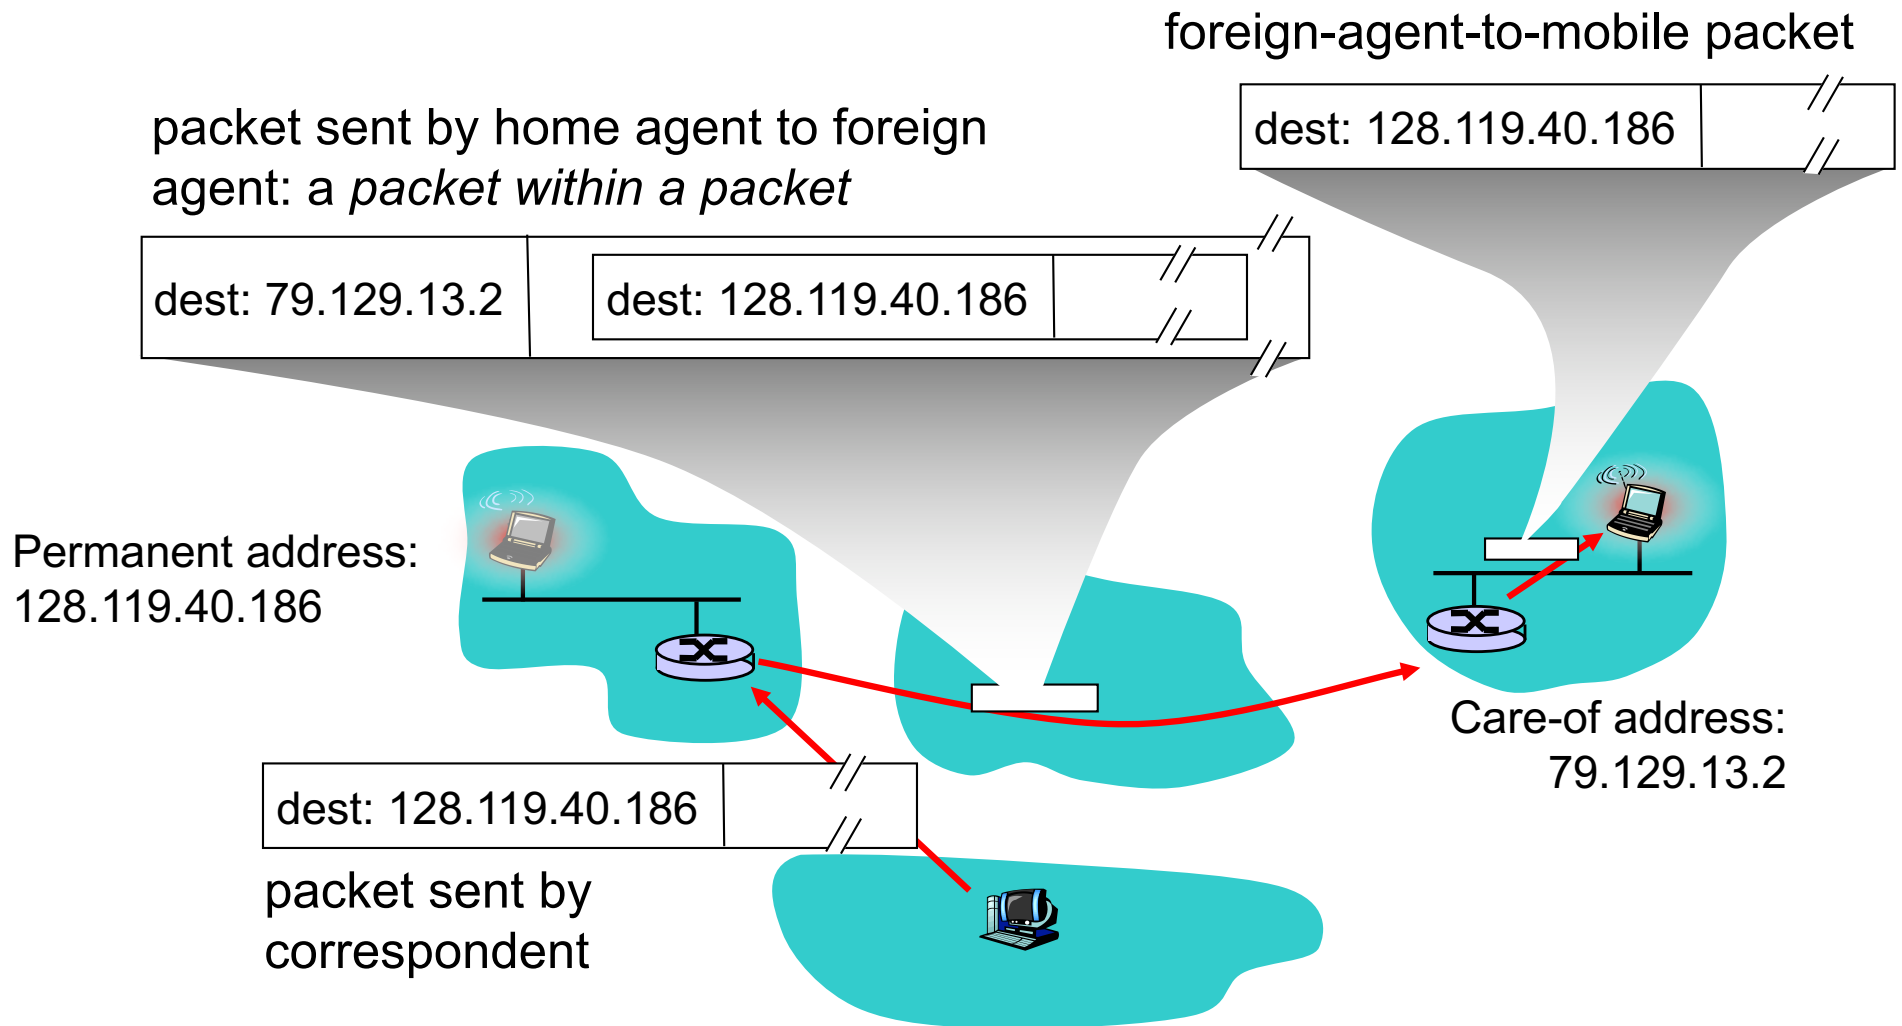 foreign-agent-to-mobile packet
dest: 128.119.40.186
packet sent by home agent to foreign
agent: a packet within a packet
dest: 79.129.13.2
dest: 128.119.40.186
Permanent address:
128.119.40.186
Care-of address:
79.129.13.2
dest: 128.119.40.186
packet sent by
correspondent